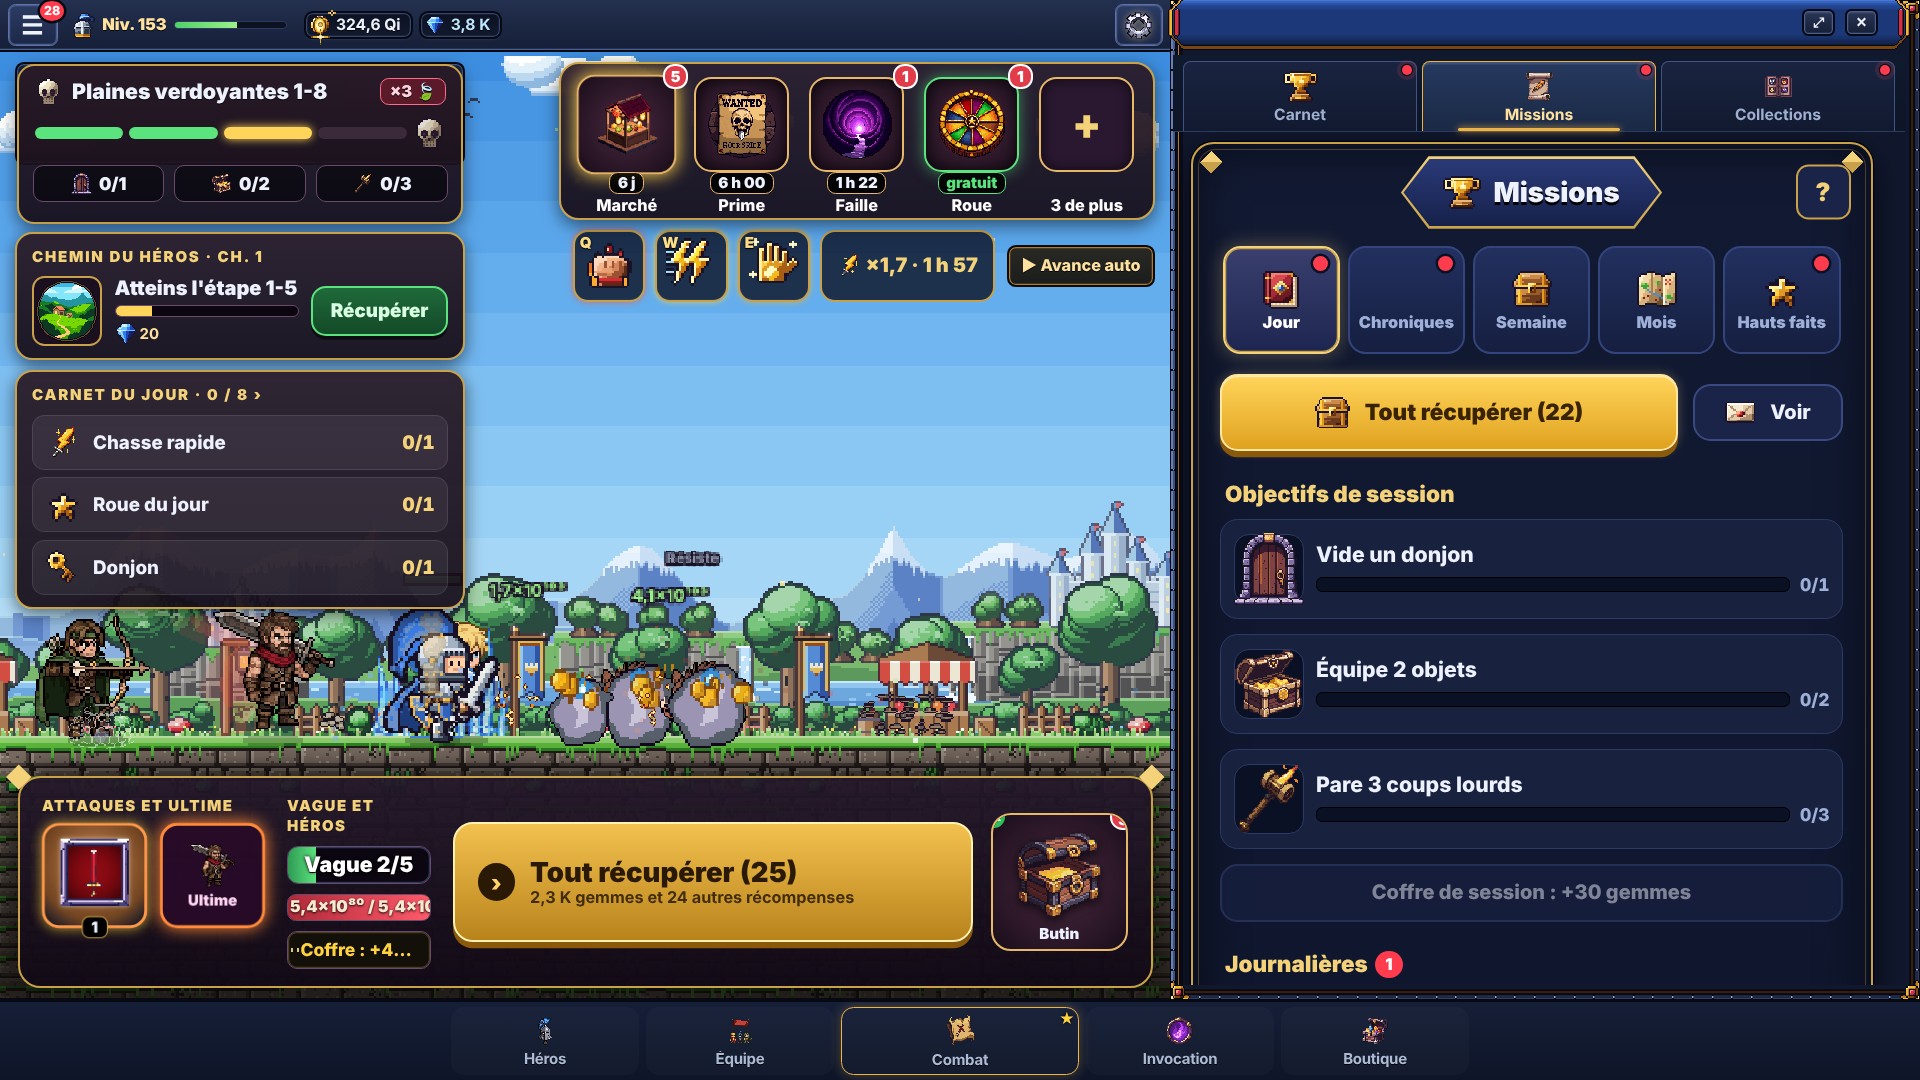 28
Niv. 153
324,6 Qi
3,8 K
Plaines verdoyantes 1-8
×3
0/1
0/2
0/3
CHEMIN DU HÉROS · CH. 1
Atteins l'étape 1-5
20
Récupérer
CARNET DU JOUR · 0 / 8 ›
Chasse rapide
0/1
Roue du jour
0/1
Donjon
0/1
5
6 j
Marché
WANTED
6 h 00
Prime
1
1 h 22
Faille
1
gratuit
Roue
+
3 de plus
Q
W
E
×1,7 · 1 h 57
Avance auto
Résiste
ATTAQUES ET ULTIME
1
Ultime
VAGUE ET
HÉROS
Vague 2/5
5,4×10⁸⁰ / 5,4×10
Coffre : +4...
Tout récupérer (25)
2,3 K gemmes et 24 autres récompenses
Butin
Héros
Équipe
Combat
Invocation
Boutique
Carnet
Missions
Collections
Missions
?
Jour
Chroniques
Semaine
Mois
Hauts faits
Tout récupérer (22)
Voir
Objectifs de session
Vide un donjon
0/1
Équipe 2 objets
0/2
Pare 3 coups lourds
0/3
Coffre de session : +30 gemmes
Journalières
1